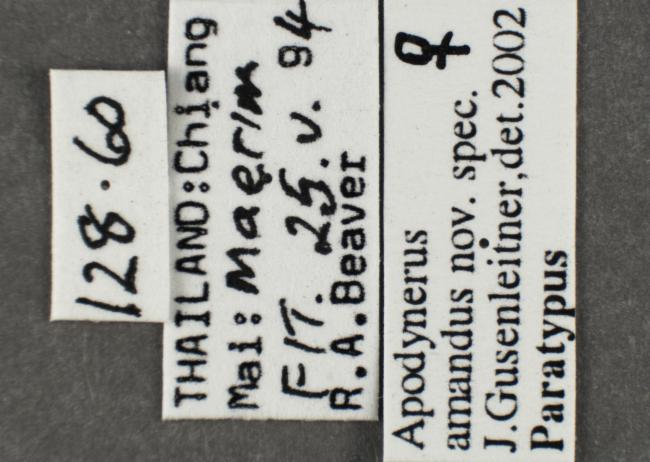 128.60
THAILAND:Chiang
Mai: Maerim
FIT. 25. v. 94
R.A.Beaver
♀
Apodynerus
amandus nov. spec.
J.Gusenleitner,det.2002
Paratypus